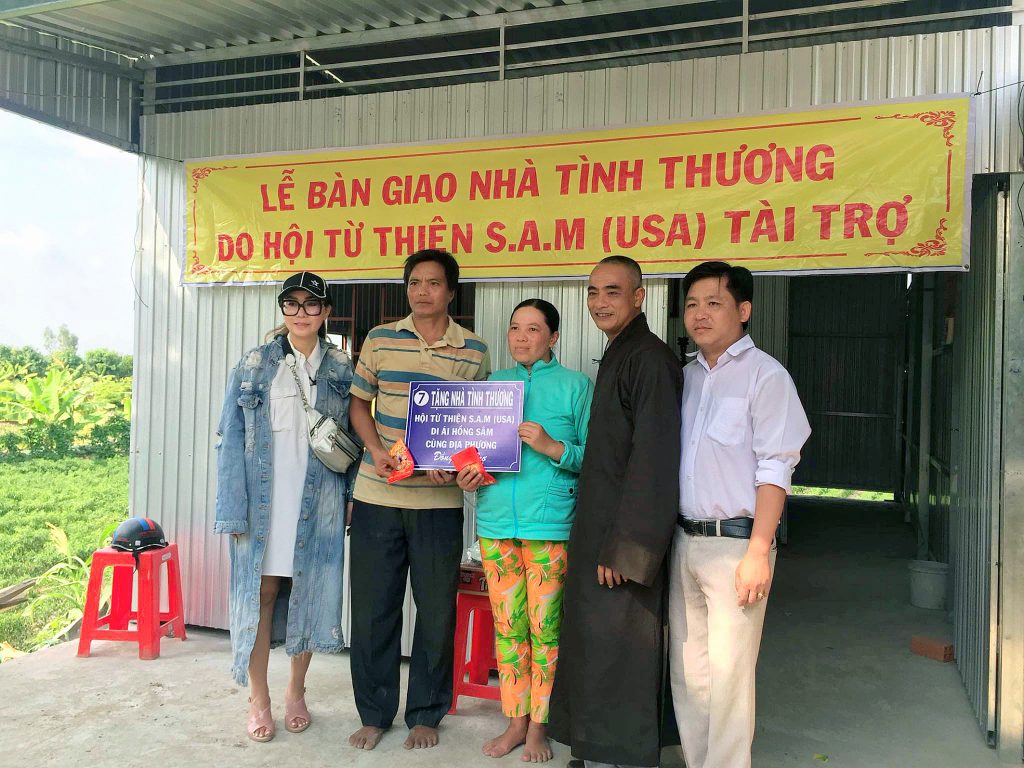 LỄ BÀN GIAO NHÀ TÌNH THƯƠNG
DO HỘI TỪ THIỆN S.A.M (USA) TÀI TRỢ
7 TẶNG NHÀ TÌNH THƯƠNG
HỘI TỪ THIỆN S.A.M (USA)
DI ÁI HỒNG SÂM
CÙNG ĐỊA PHƯƠNG